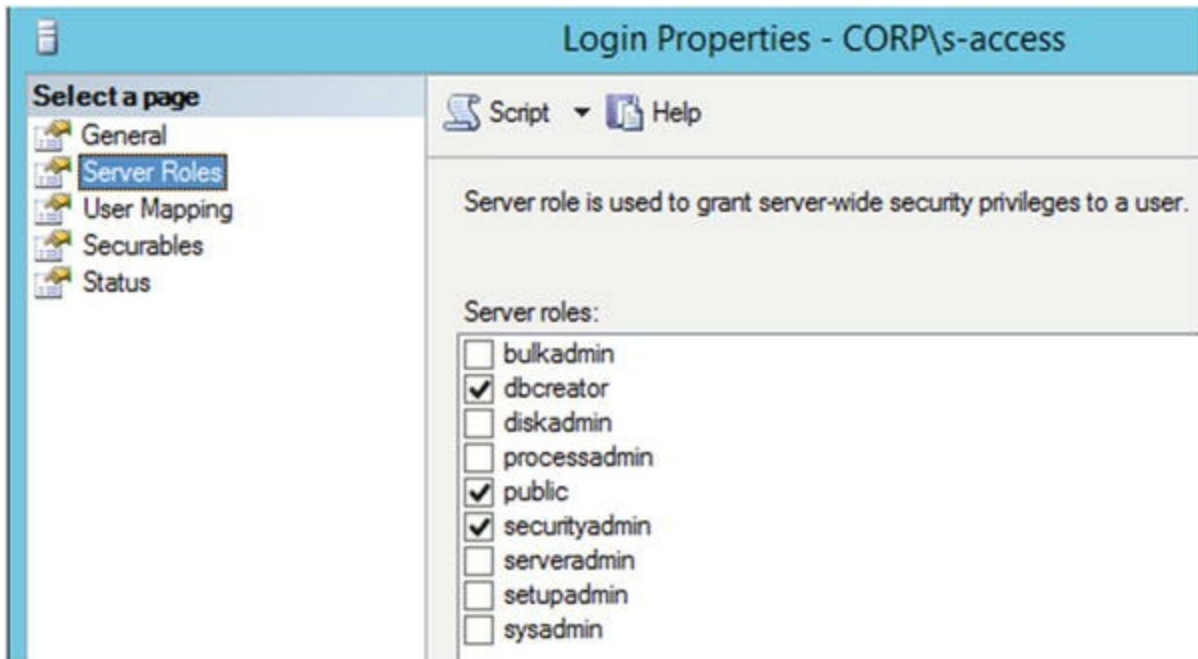 Login Properties - CORP\s-access
Select a page
General
Server Roles
User Mapping
Securables
Status
Script
Help
Server role is used to grant server-wide security privileges to a user.
Server roles:
bulkadmin
dbcreator
diskadmin
processadmin
public
securityadmin
serveradmin
setupadmin
sysadmin